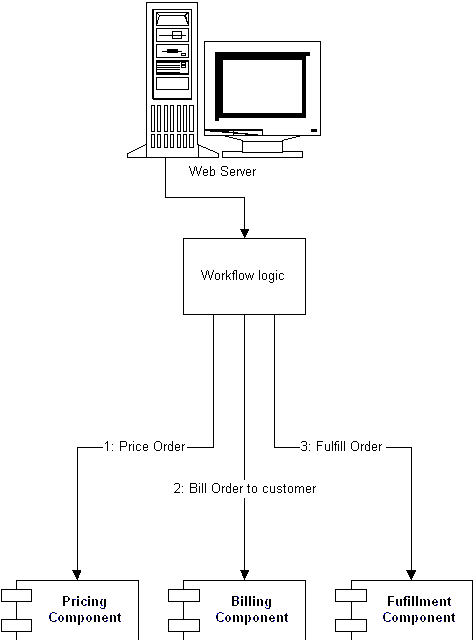 Web Server
Workflow logic
1: Price Order
3: Fulfill Order
2: Bill Order to customer
Pricing
Component
Billing
Component
Fufillment
Component